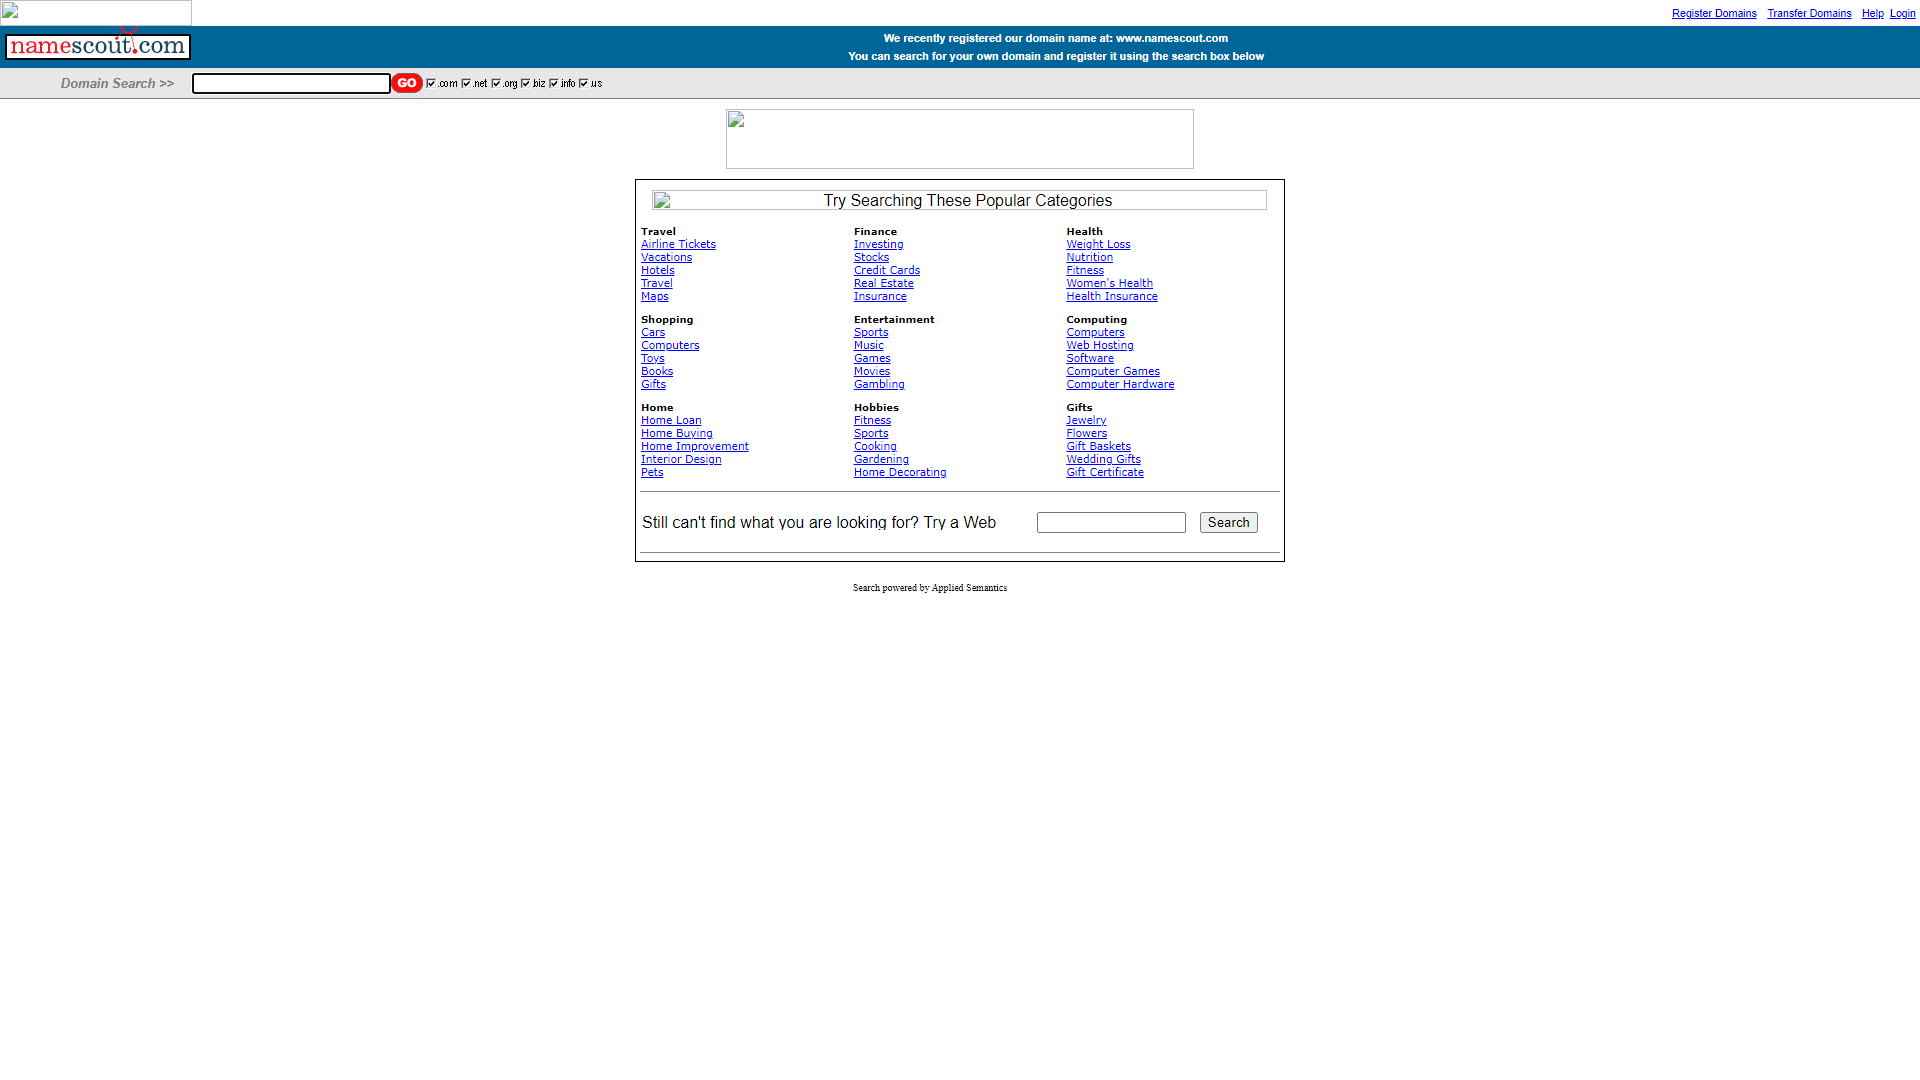 Register Domains Transfer Domains Help Login
namescout.com
We recently registered our domain name at: www.namescout.com
You can search for your own domain and register it using the search box below
Domain Search >> GO .com .net .org .biz .info .us
Try Searching These Popular Categories
Travel
Airline Tickets
Vacations
Hotels
Travel
Maps
Finance
Investing
Stocks
Credit Cards
Real Estate
Insurance
Health
Weight Loss
Nutrition
Fitness
Women's Health
Health Insurance
Shopping
Cars
Computers
Toys
Books
Gifts
Entertainment
Sports
Music
Games
Movies
Gambling
Computing
Computers
Web Hosting
Software
Computer Games
Computer Hardware
Home
Home Loan
Home Buying
Home Improvement
Interior Design
Pets
Hobbies
Fitness
Sports
Cooking
Gardening
Home Decorating
Gifts
Jewelry
Flowers
Gift Baskets
Wedding Gifts
Gift Certificate
Still can't find what you are looking for? Try a Web Search
Search powered by Applied Semantics